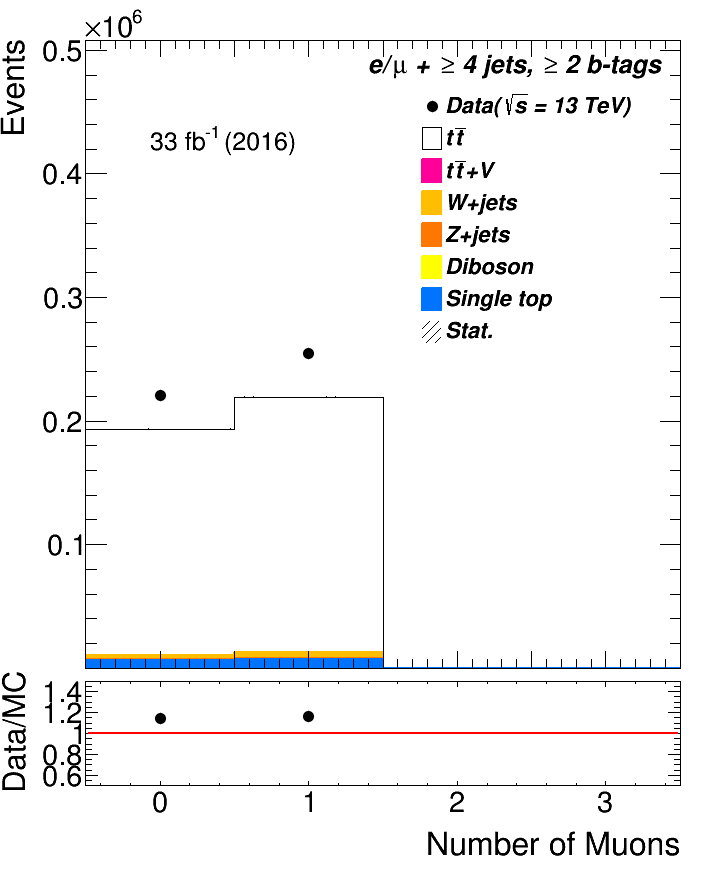 ×10⁶
Events
0.5
e/μ + ≥ 4 jets, ≥ 2 b-tags
Data(√s = 13 TeV)
33 fb⁻¹ (2016)
tt̅
tt̅+V
W+jets
Z+jets
Diboson
Single top
Stat.
0.4
0.3
0.2
0.1
Data/MC
1.4
1.2
1
0.8
0.6
0 1 2 3
Number of Muons